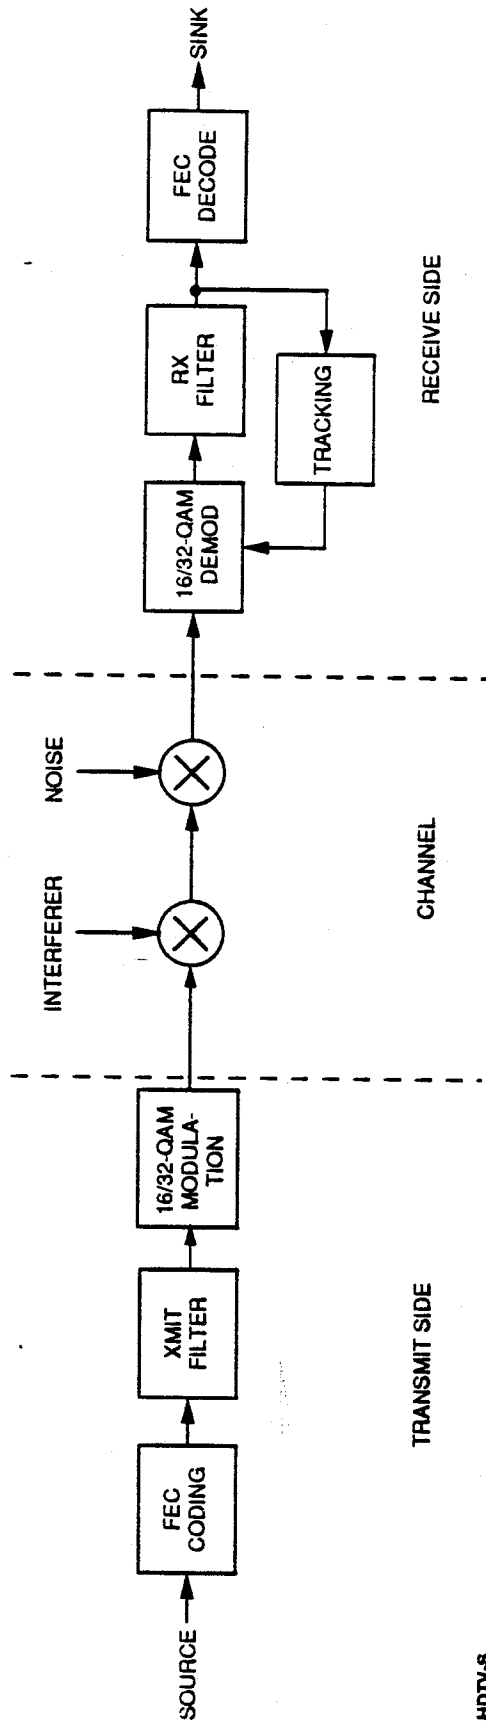 SOURCE
FEC
CODING
XMIT
FILTER
16/32-QAM
MODULA-
TION
INTERFERER
NOISE
16/32-QAM
DEMOD
RX
FILTER
TRACKING
FEC
DECODE
SINK
TRANSMIT SIDE
CHANNEL
RECEIVE SIDE